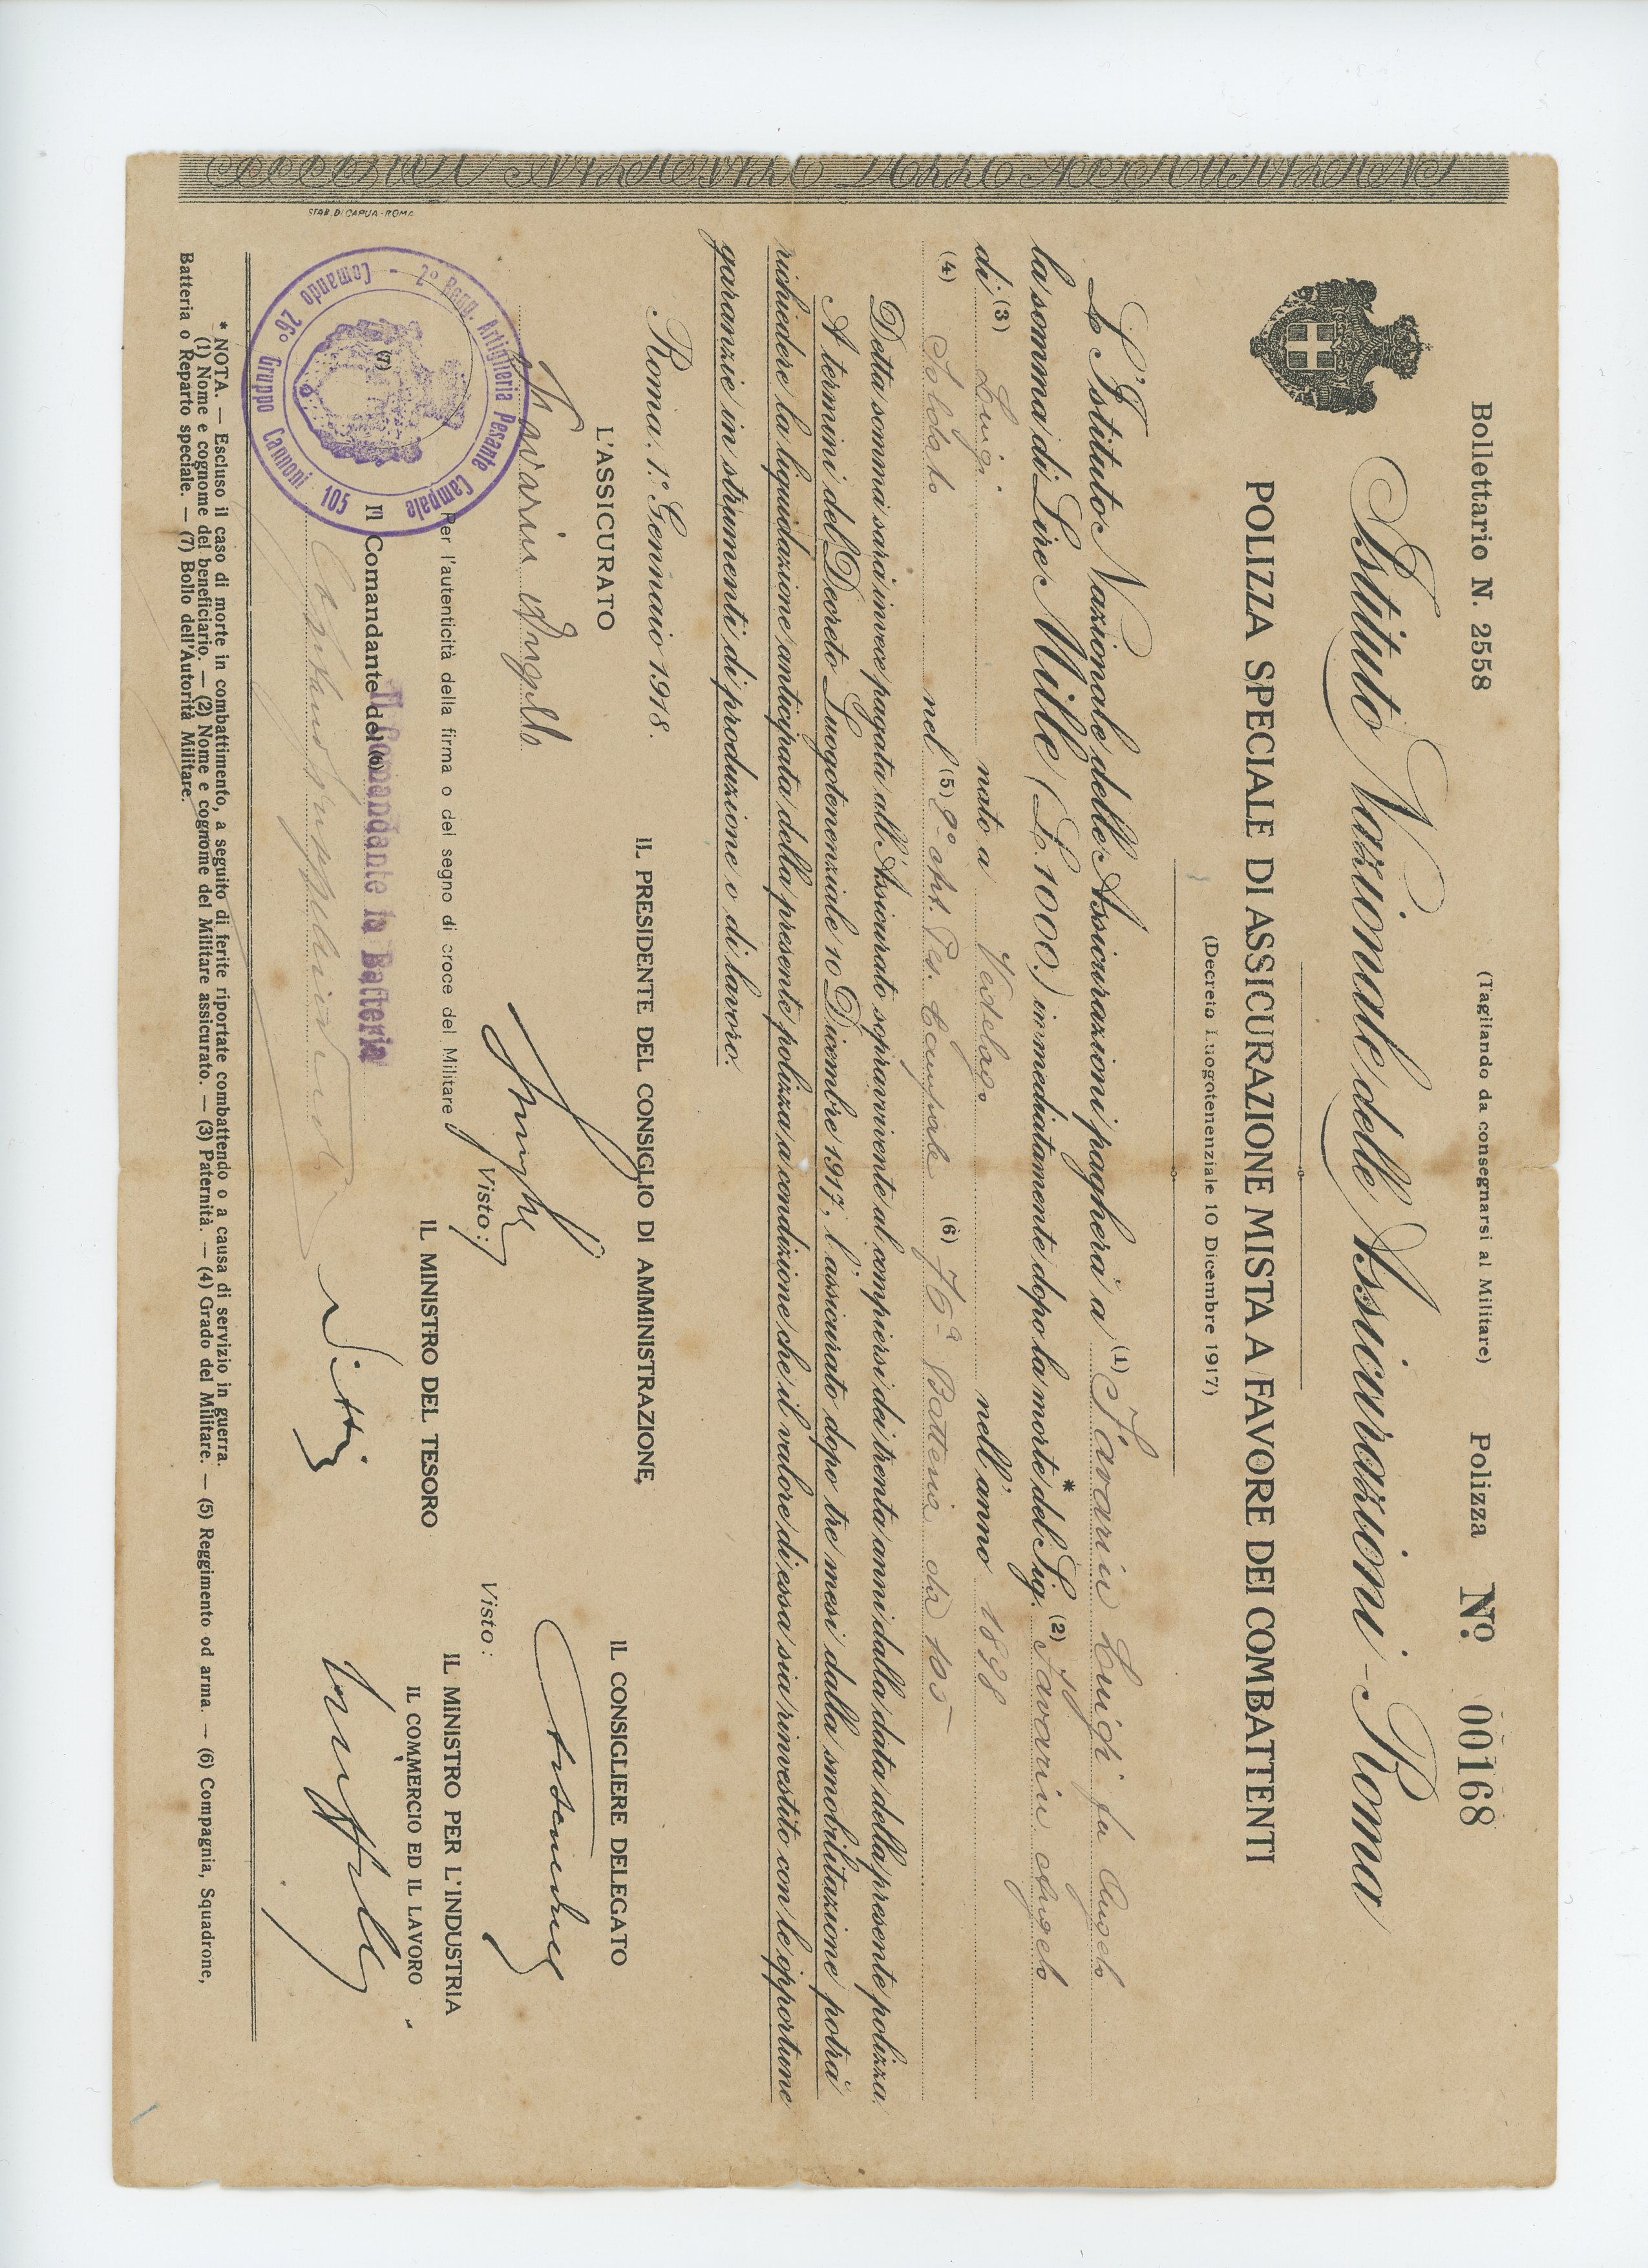 Bollettario N. 2558 (Tagliando da consegnarsi al Militare) Polizza No. 00168
Istituto Nazionale delle Assicurazioni - Roma
POLIZZA SPECIALE DI ASSICURAZIONE MISTA A FAVORE DEI COMBATTENTI
(Decreto Luogotenenziale 10 Dicembre 1917)
L'Istituto Nazionale delle Assicurazioni pagherà a (1) Favarin Luigi fu Angelo
la somma di Lire Mille (L. 1000.) immediatamente dopo la morte * del Sig. (2) Favarin Angelo
di (3) Luigi nato a Vedelago nell'anno 1898
(4) Soldato nel (5) 2° Art. Pes. Campale (6) 76ª Batteria da 105
Detta somma sarà invece pagata all'Assicurato sopravvivente al compiersi dei trenta anni dalla data della presente polizza.
A termini del Decreto Luogotenenziale 10 Dicembre 1917, l'assicurato dopo tre mesi dalla smobilitazione potrà
richiedere la liquidazione anticipata della presente polizza a condizione che il valore di essa sia rinvestito con le opportune
garanzie in strumenti di produzione o di lavoro.
Roma, 1º Gennaio 1918.
L'ASSICURATO
Favarin Angelo
IL PRESIDENTE DEL CONSIGLIO DI AMMINISTRAZIONE,
IL CONSIGLIERE DELEGATO
Per l'autenticità della firma o del segno di croce del Militare
Visto:
IL MINISTRO DEL TESORO
Nitti
Visto:
IL MINISTRO PER L'INDUSTRIA
IL COMMERCIO ED IL LAVORO
(7) Il Comandante del (6)
Il Comandante la Batteria
2° Regg. Artiglieria Pesante Campale - Comando 26° Gruppo Cannoni 105
* NOTA. — Escluso il caso di morte in combattimento, a seguito di ferite riportate combattendo o a causa di servizio in guerra.
(1) Nome e cognome del beneficiario. — (2) Nome e cognome del Militare assicurato. — (3) Paternità. — (4) Grado del Militare. — (5) Reggimento od arma. — (6) Compagnia, Squadrone,
Batteria o Reparto speciale. — (7) Bollo dell'Autorità Militare.
STAB. DI CAPUA - ROMA